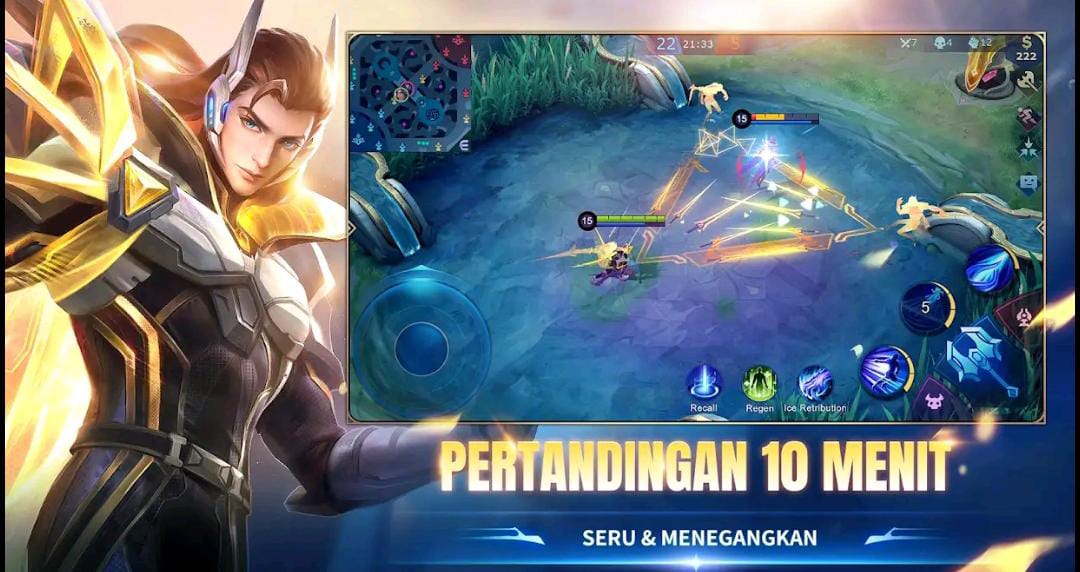 22 21:33 5
7 4 12
222
15
15
5
Recall Regen Ice Retribution
PERTANDINGAN 10 MENIT
SERU & MENEGANGKAN